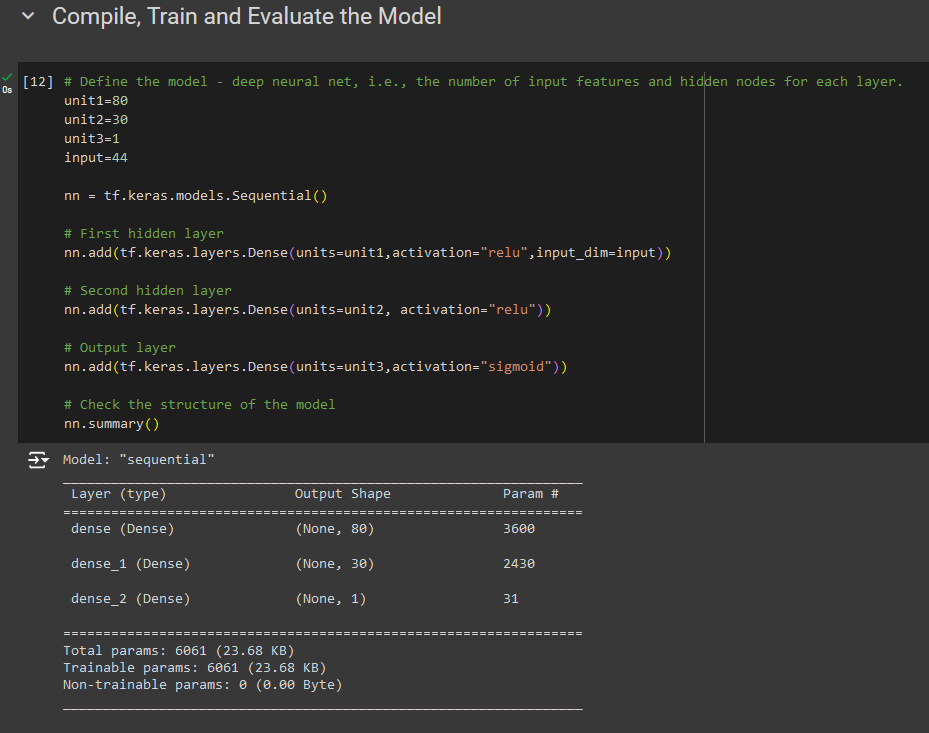 Compile, Train and Evaluate the Model
[12] # Define the model - deep neural net, i.e., the number of input features and hidden nodes for each layer.
0s
unit1=80
unit2=30
unit3=1
input=44
nn = tf.keras.models.Sequential()
# First hidden layer
nn.add(tf.keras.layers.Dense(units=unit1,activation="relu",input_dim=input))
# Second hidden layer
nn.add(tf.keras.layers.Dense(units=unit2, activation="relu"))
# Output layer
nn.add(tf.keras.layers.Dense(units=unit3,activation="sigmoid"))
# Check the structure of the model
nn.summary()
Model: "sequential"
_________________________________________________________________
Layer (type) Output Shape Param #
=================================================================
dense (Dense) (None, 80) 3600
dense_1 (Dense) (None, 30) 2430
dense_2 (Dense) (None, 1) 31
=================================================================
Total params: 6061 (23.68 KB)
Trainable params: 6061 (23.68 KB)
Non-trainable params: 0 (0.00 Byte)
_________________________________________________________________